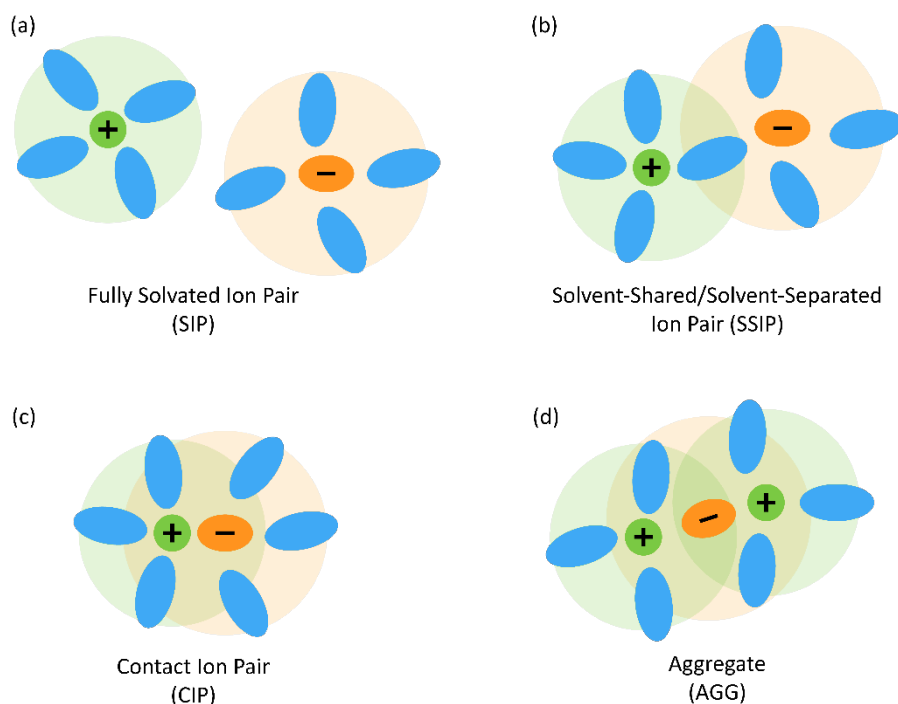 (a)
+
−
Fully Solvated Ion Pair
(SIP)
(b)
+
−
Solvent-Shared/Solvent-Separated
Ion Pair (SSIP)
(c)
+
−
Contact Ion Pair
(CIP)
(d)
+
−
+
Aggregate
(AGG)